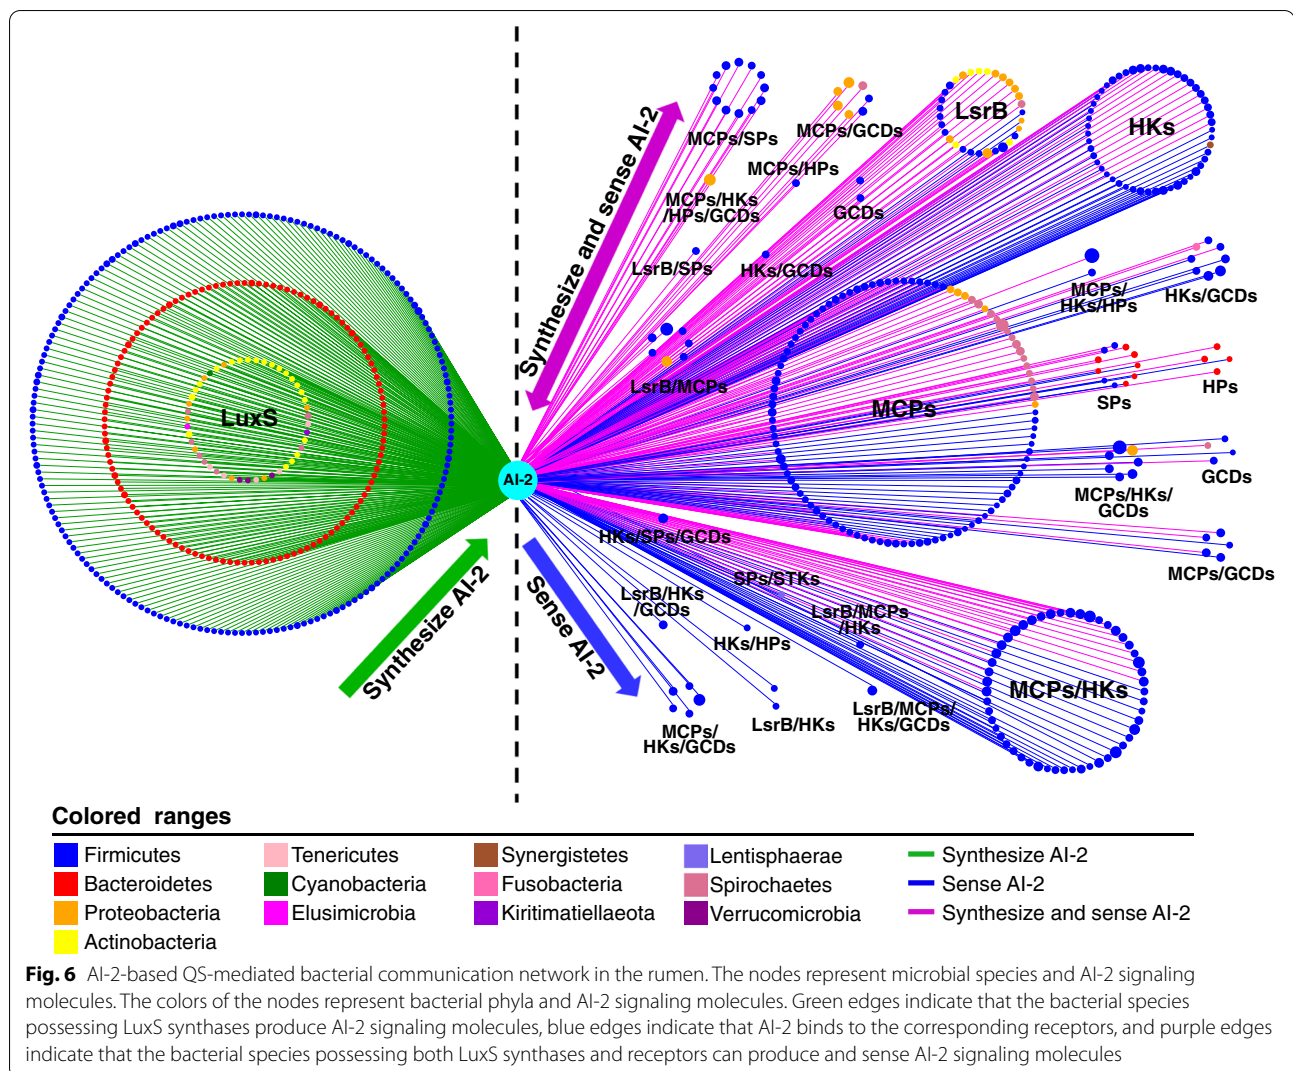 MCPs/SPs
MCPs/GCDs
LsrB
HKs
MCPs/HPs
MCPs/HKs
/HPs/GCDs
GCDs
Synthesize and sense AI-2
LsrB/SPs
HKs/GCDs
MCPs/
HKs/HPs
HKs/GCDs
LsrB/MCPs
MCPs
SPs
HPs
LuxS
AI-2
GCDs
MCPs/HKs/
GCDs
HKs/SPs/GCDs
MCPs/GCDs
SPs/STKs
Synthesize AI-2
Sense AI-2
LsrB/HKs
/GCDs
LsrB/MCPs
/HKs
HKs/HPs
MCPs/HKs
MCPs/
HKs/GCDs
LsrB/HKs
LsrB/MCPs/
HKs/GCDs
Colored ranges
Firmicutes
Bacteroidetes
Proteobacteria
Actinobacteria
Tenericutes
Cyanobacteria
Elusimicrobia
Synergistetes
Fusobacteria
Kiritimatiellaeota
Lentisphaerae
Spirochaetes
Verrucomicrobia
Synthesize AI-2
Sense AI-2
Synthesize and sense AI-2
Fig. 6 AI-2-based QS-mediated bacterial communication network in the rumen. The nodes represent microbial species and AI-2 signaling
molecules. The colors of the nodes represent bacterial phyla and AI-2 signaling molecules. Green edges indicate that the bacterial species
possessing LuxS synthases produce AI-2 signaling molecules, blue edges indicate that AI-2 binds to the corresponding receptors, and purple edges
indicate that the bacterial species possessing both LuxS synthases and receptors can produce and sense AI-2 signaling molecules